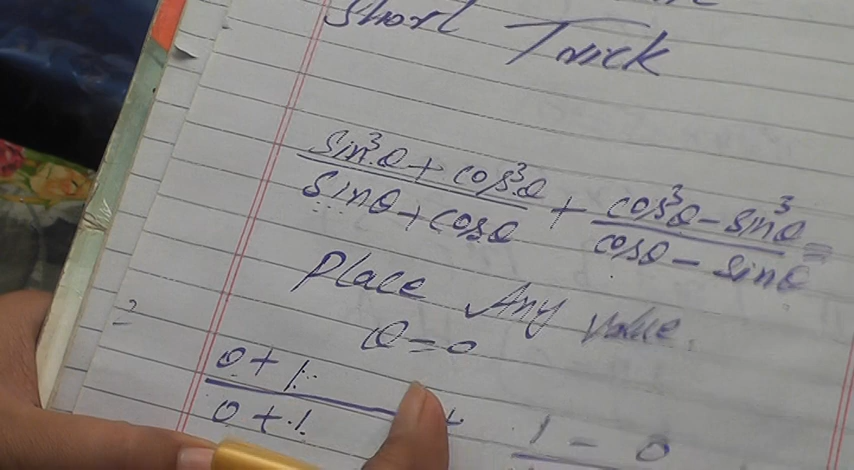 Short Trick
sin³θ + cos³θ / sinθ + cosθ + cos³θ - sin³θ / cosθ - sinθ =
Place Any value
θ = 0
0 + 1 / 0 + 1 + 1 - 0